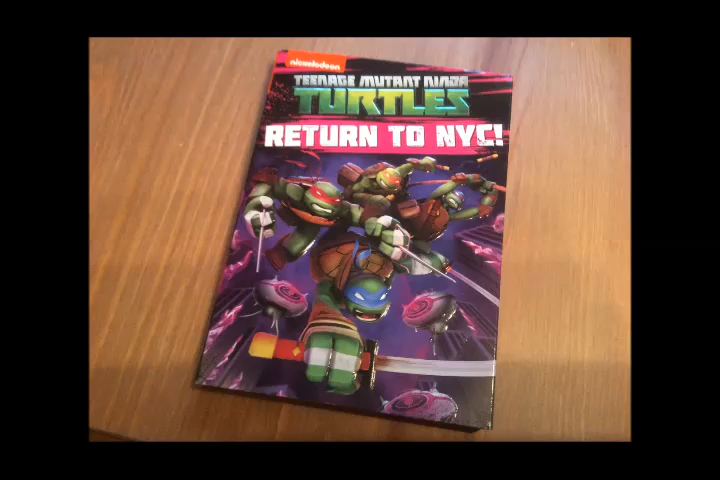 nickelodeon
TEENAGE MUTANT NINJA
TURTLES
RETURN TO NYC!